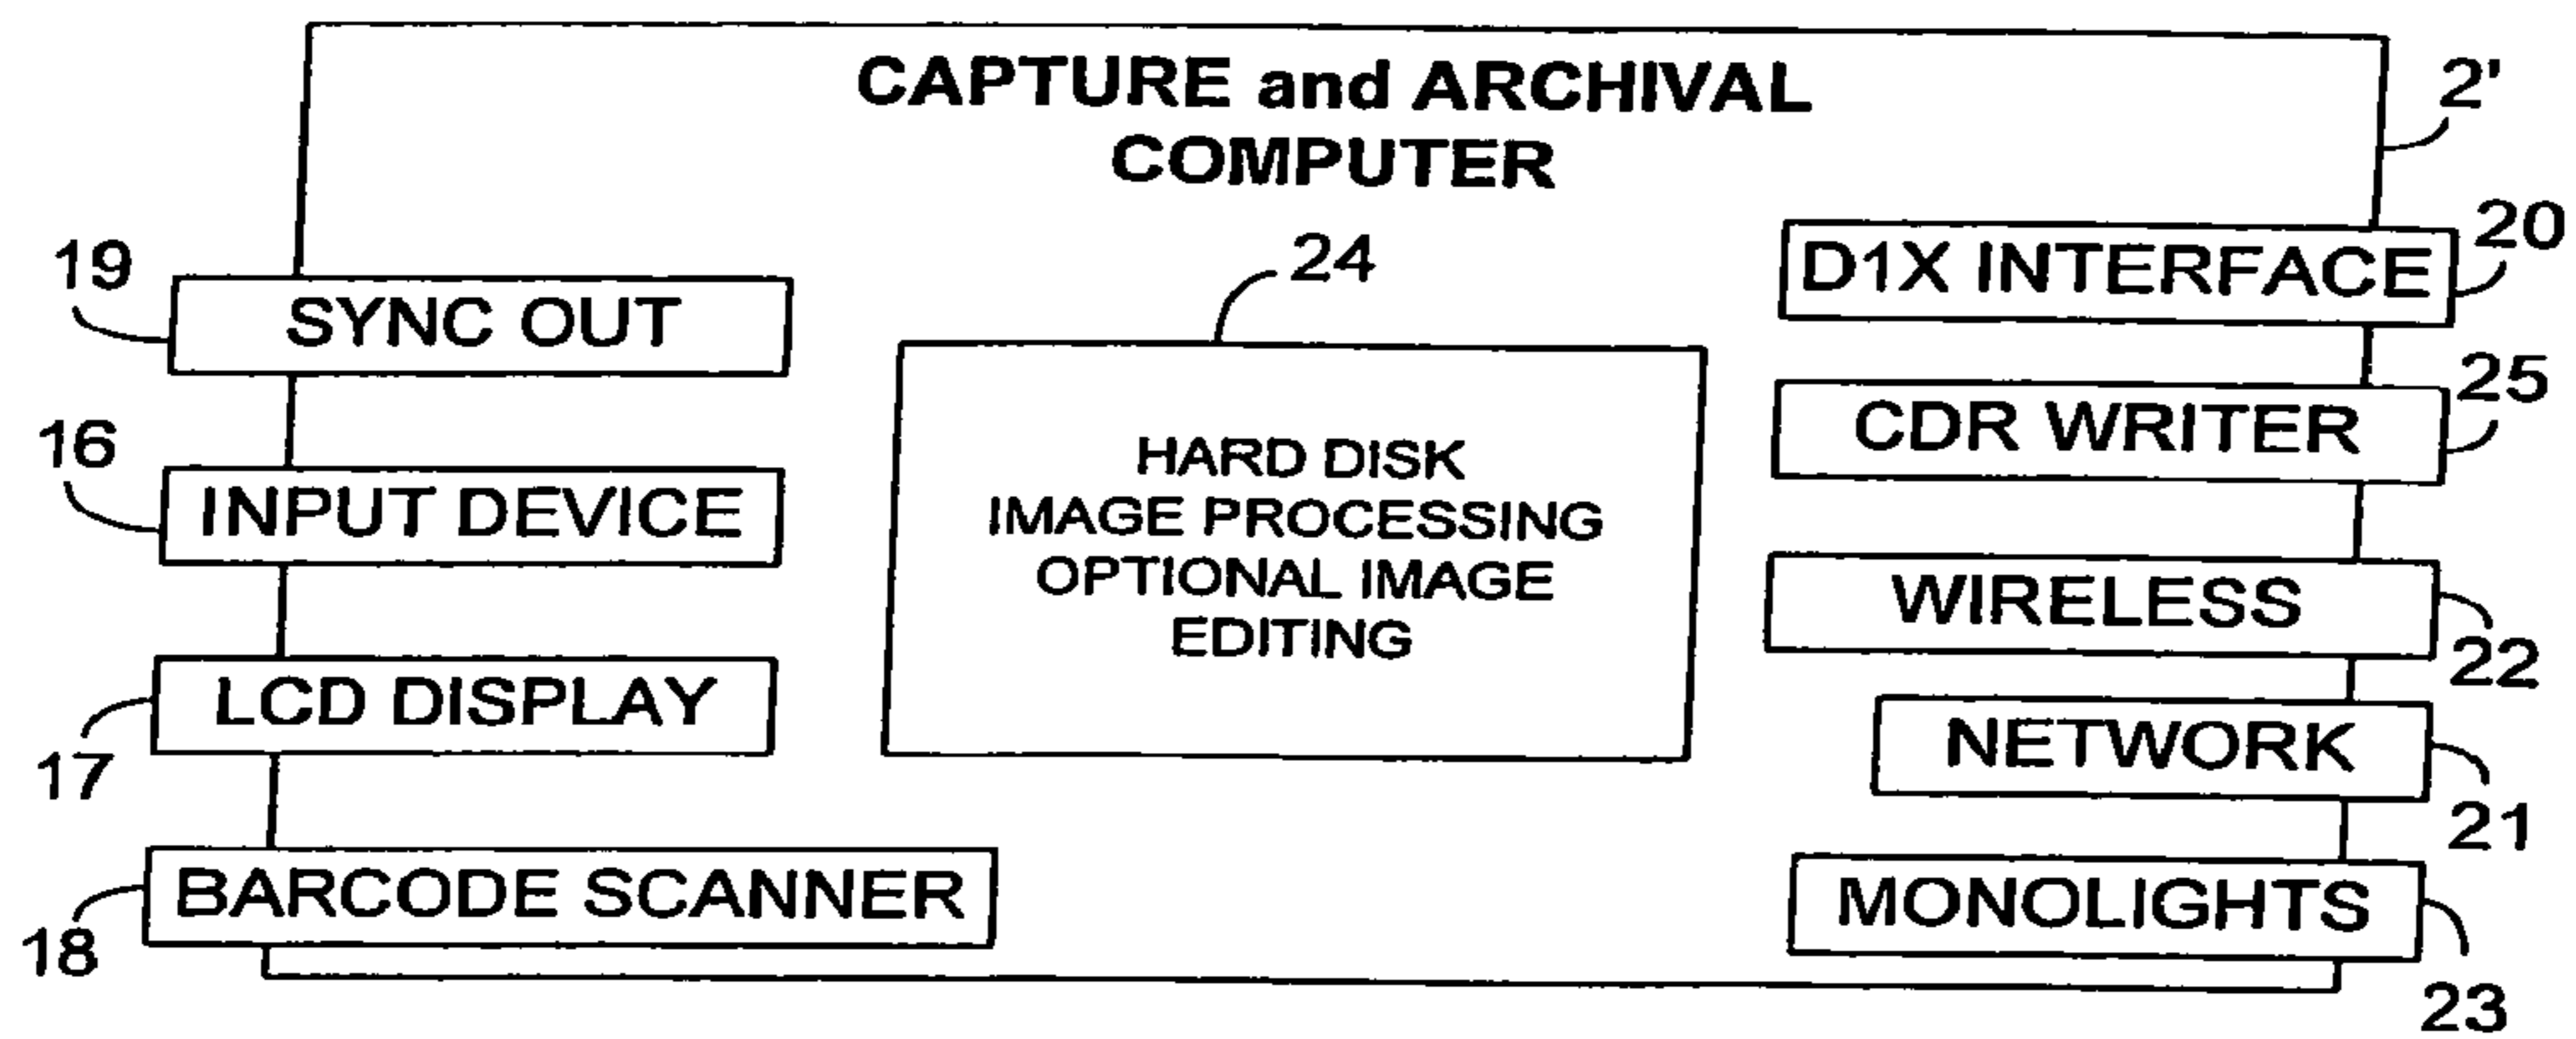 CAPTURE and ARCHIVAL
COMPUTER
2'
19
SYNC OUT
16
INPUT DEVICE
17
LCD DISPLAY
18
BARCODE SCANNER
24
HARD DISK
IMAGE PROCESSING
OPTIONAL IMAGE
EDITING
20
D1X INTERFACE
25
CDR WRITER
WIRELESS
22
NETWORK
21
MONOLIGHTS
23